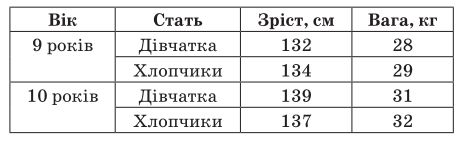 Вік Стать Зріст, см Вага, кг
9 років Дівчатка 132 28
Хлопчики 134 29
10 років Дівчатка 139 31
Хлопчики 137 32